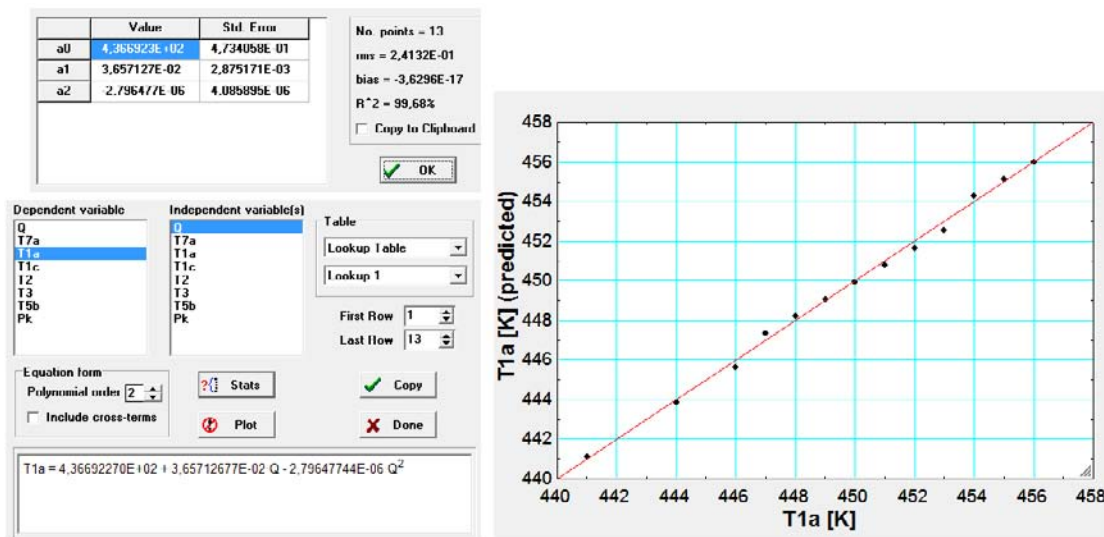 Value Std. Error
a0 4,366923E+02 4,734058E-01
a1 3,657127E-02 2,875171E-03
a2 -2,796477E-06 4,085895E-06
No. points = 13
rms = 2,4132E-01
bias = -3,6296E-17
R^2 = 99,68%
Copy to Clipboard
OK
Dependent variable
Q
T7a
T1a
T1c
T2
T3
T5b
Pk
Independent variable(s)
Q
T7a
T1a
T1c
T2
T3
T5b
Pk
Table
Lookup Table
Lookup 1
First Row 1
Last Row 13
Equation form
Polynomial order 2
Include cross-terms
?{} Stats
Copy
Plot
Done
T1a = 4,36692270E+02 + 3,65712677E-02 Q - 2,79647744E-06 Q²
458
456
454
452
450
448
446
444
442
440
T1a [K] (predicted)
440 442 444 446 448 450 452 454 456 458
T1a [K]